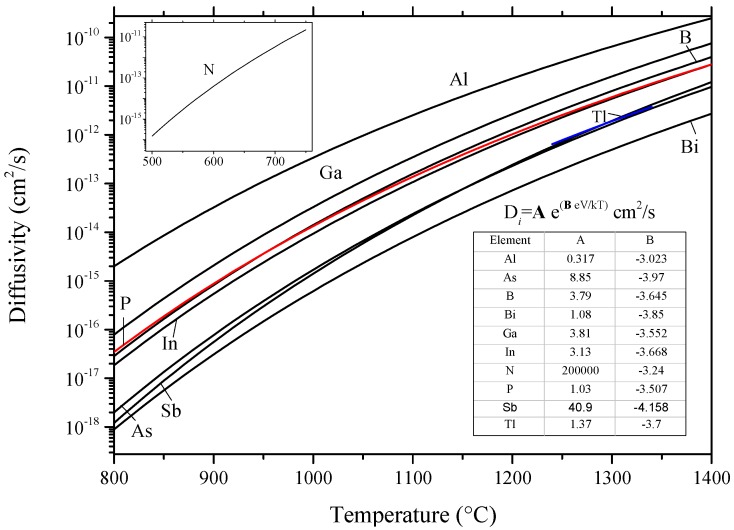 10⁻¹⁰
10⁻¹¹
10⁻¹²
10⁻¹³
10⁻¹⁴
10⁻¹⁵
10⁻¹⁶
10⁻¹⁷
10⁻¹⁸
Diffusivity (cm²/s)
10⁻¹¹
10⁻¹³
10⁻¹⁵
N
500 600 700
Al
B
Ga
Tl
Bi
P
In
As
Sb
Dᵢ=A e^(B eV/kT) cm²/s
Element A B
Al 0.317 -3.023
As 8.85 -3.97
B 3.79 -3.645
Bi 1.08 -3.85
Ga 3.81 -3.552
In 3.13 -3.668
N 200000 -3.24
P 1.03 -3.507
Sb 40.9 -4.158
Tl 1.37 -3.7
800 900 1000 1100 1200 1300 1400
Temperature (°C)